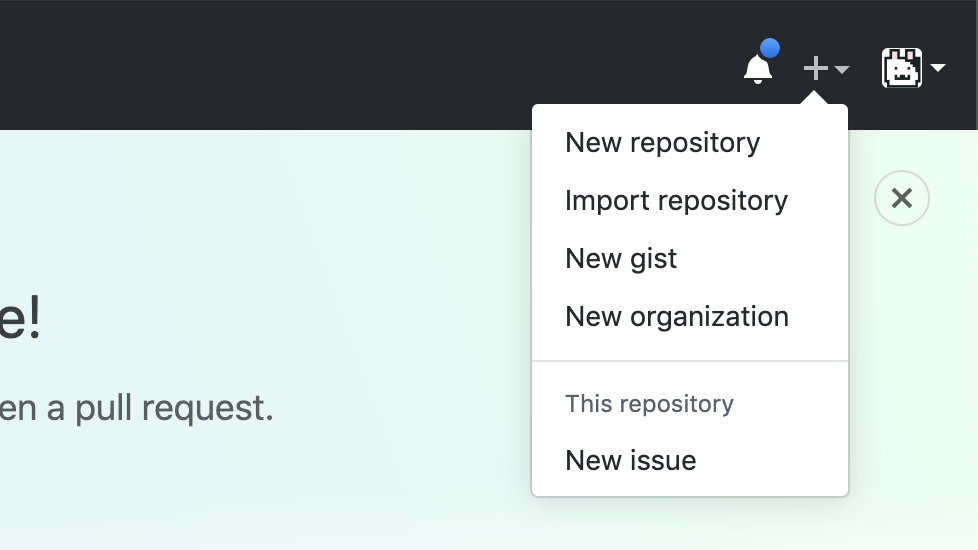 New repository
Import repository
New gist
New organization
e!
This repository
en a pull request.
New issue